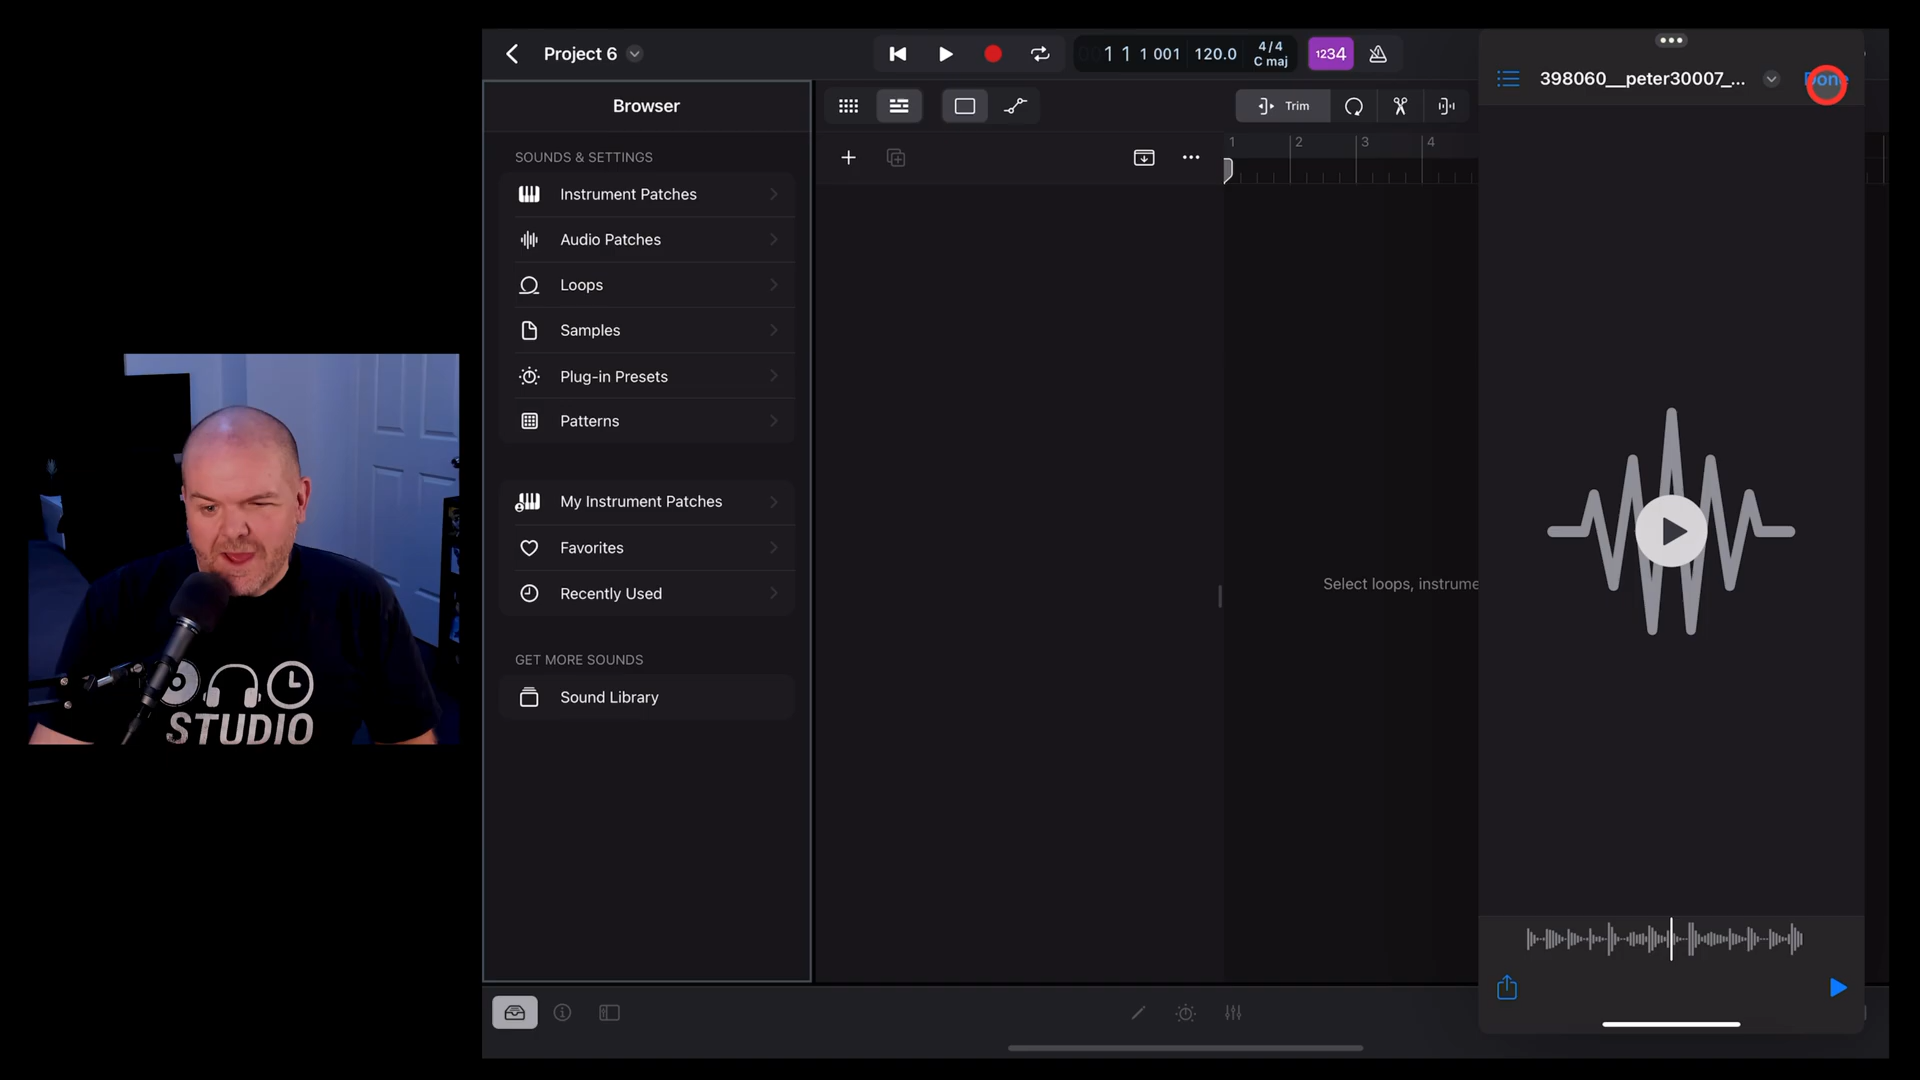 Project 6
1 1 1 001
120.0
4/4
C maj
1234
398060__peter30007_...
Done
Browser
Trim
1
2
3
4
SOUNDS & SETTINGS
Instrument Patches
Audio Patches
Loops
Samples
Plug-in Presets
Patterns
My Instrument Patches
Favorites
Recently Used
GET MORE SOUNDS
Sound Library
Select loops, instrume
STUDIO